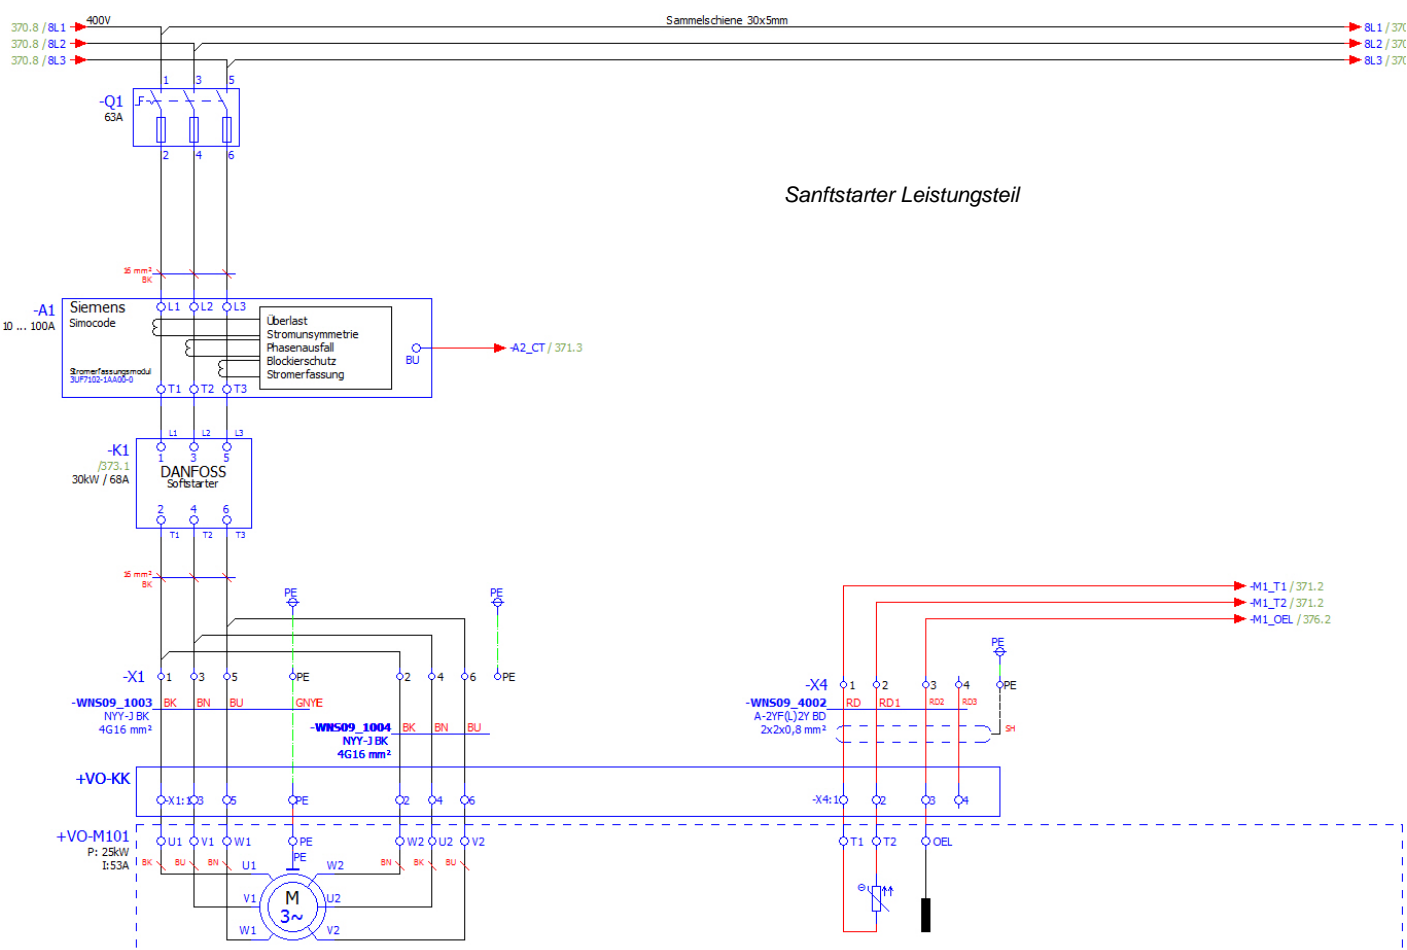 400V
Sammelschiene 30x5mm
370.8 / 8L1
8L1 / 370
370.8 / 8L2
8L2 / 370
370.8 / 8L3
8L3 / 370
1 3 5
-Q1
63A
2 4 6
Sanftstarter Leistungsteil
16 mm²
BK
-A1
10 ... 100A
Siemens
Simocode
L1 L2 L3
Überlast
Stromunsymmetrie
Phasenausfall
Blockierschutz
Stromerfassung
BU
-A2_CT / 371.3
Stromerfassungsmodul
3UF7102-1AA00-0
T1 T2 T3
L1 L2 L3
-K1
/373.1
30kW / 68A
1 3 5
DANFOSS
Softstarter
2 4 6
T1 T2 T3
16 mm²
BK
PE
PE
-M1_T1 / 371.2
-M1_T2 / 371.2
-M1_OEL / 376.2
PE
-X1 1 3 5 PE 2 4 6 PE
-X4 1 2 3 4 PE
-WNS09_1003
NYY-J BK
4G16 mm²
BK BN BU GNYE
-WNS09_1004
NYY-J BK
4G16 mm²
BK BN BU
-WNS09_4002
A-2YF(L)2Y BD
2x2x0,8 mm²
RD RD1 RD2 RD3
SH
+VO-KK
-X1:1 3 5 PE 2 4 6
-X4:1 2 3 4
+VO-M101
P: 25kW
I:53A
U1 V1 W1 PE W2 U2 V2
T1 T2 OEL
BK BU BN PE BN BK BU
U1 W2
V1 M U2
3~
W1 V2